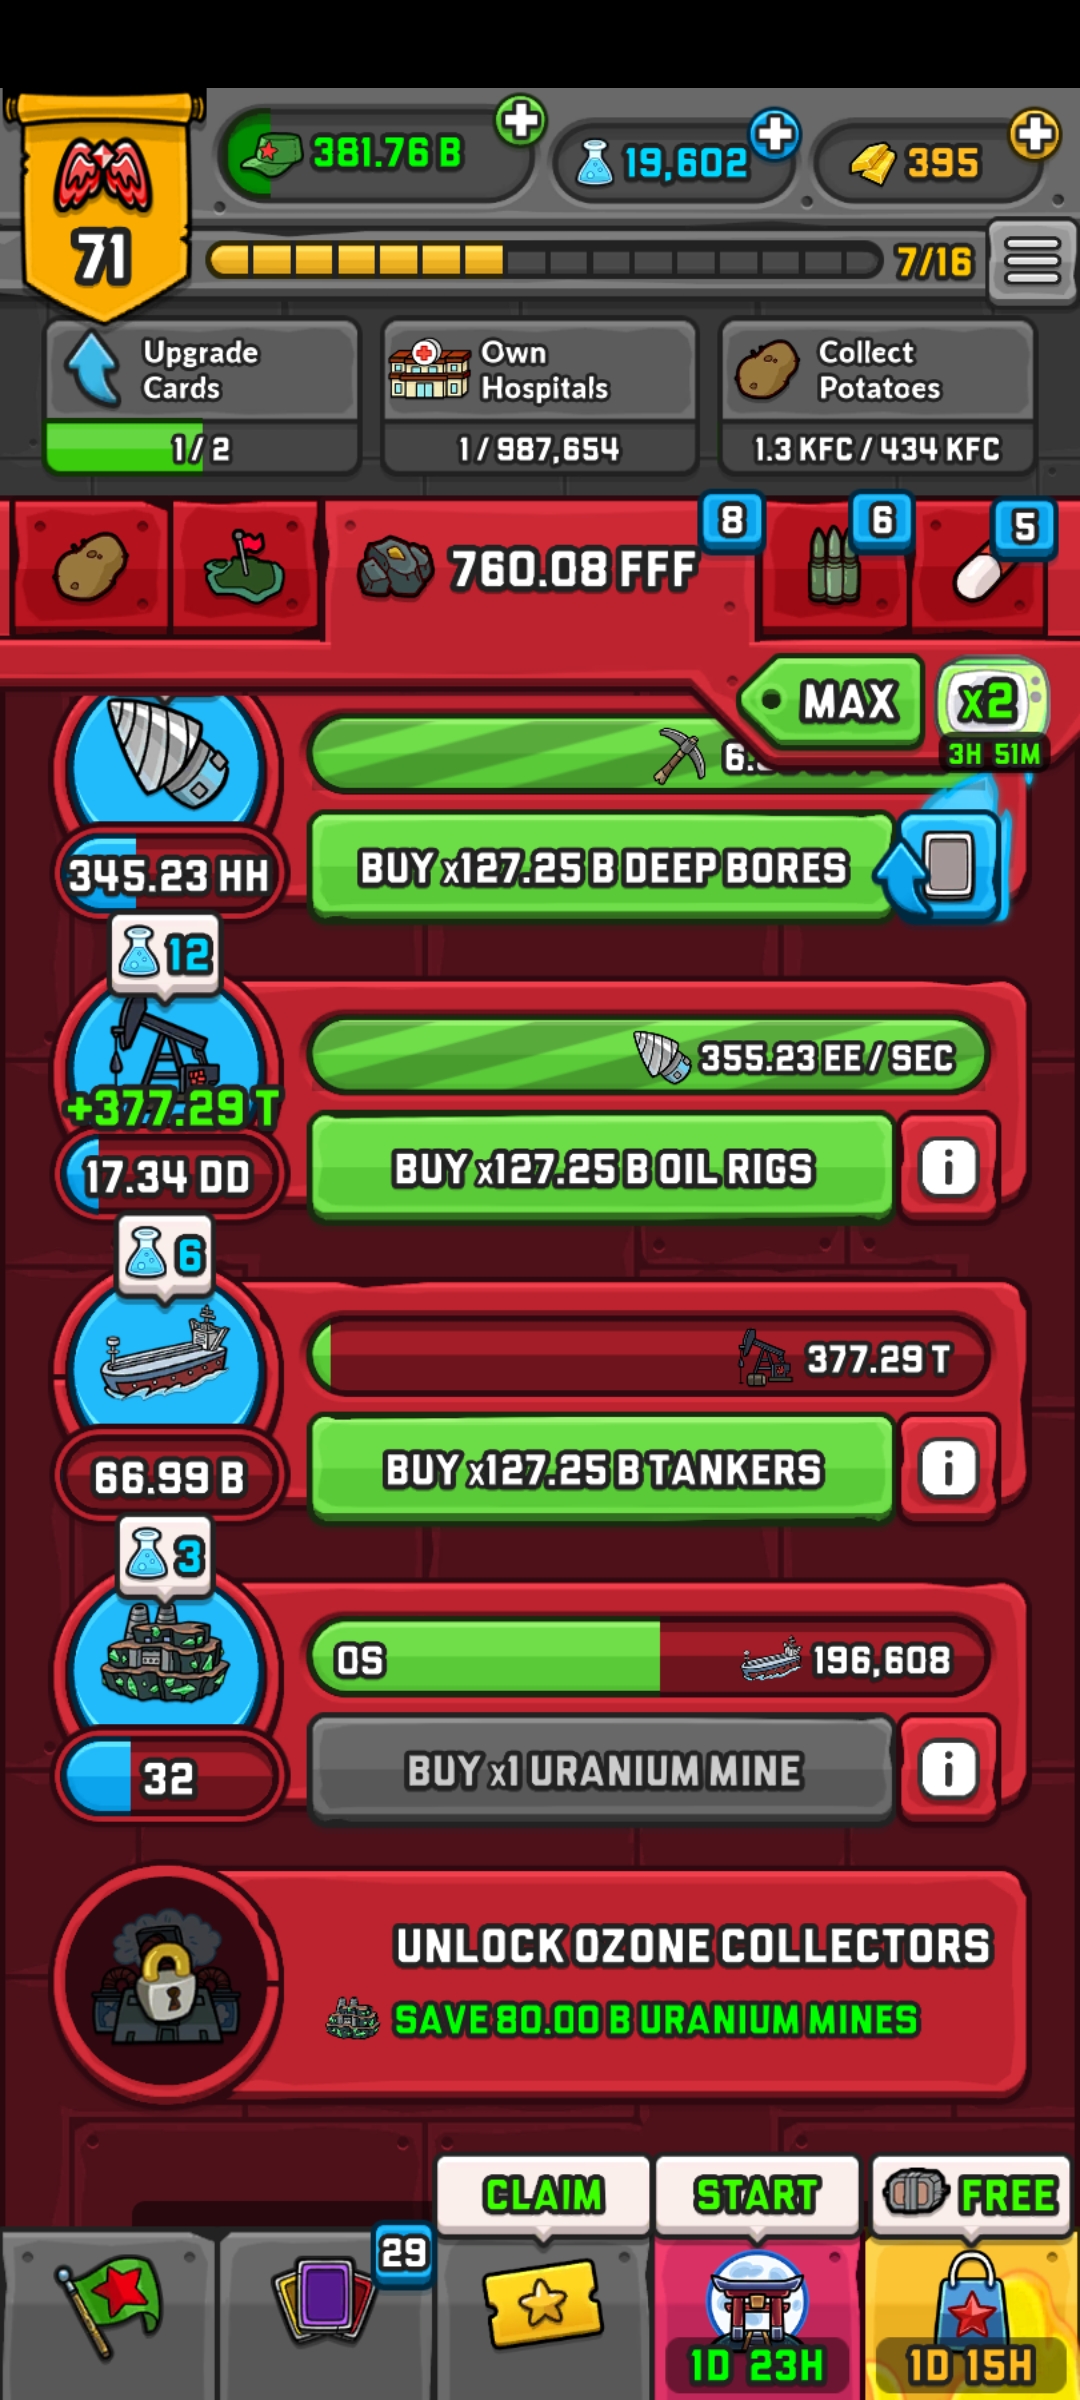 381.76 B
19,602
395
71
7/16
Upgrade
Cards
1/2
Own
Hospitals
1/987,654
Collect
Potatoes
1.3 KFC/434 KFC
760.08 FFF
8
6
5
MAX
x2
3H 51M
345.23 HH
BUY x127.25 B DEEP BORES
12
+377.29 T
17.34 DD
355.23 EE/SEC
BUY x127.25 B OIL RIGS
i
6
66.99 B
377.29 T
BUY x127.25 B TANKERS
i
3
32
0S
196,608
BUY x1 URANIUM MINE
i
UNLOCK OZONE COLLECTORS
SAVE 80.00 B URANIUM MINES
CLAIM
START
FREE
29
1D 23H
1D 15H